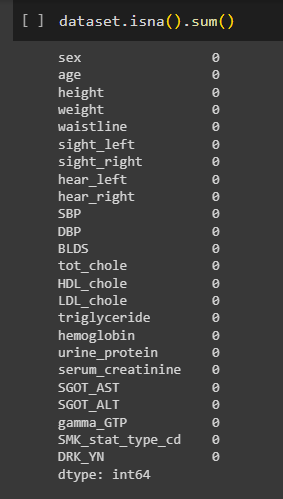 [ ] dataset.isna().sum()
sex 0
age 0
height 0
weight 0
waistline 0
sight_left 0
sight_right 0
hear_left 0
hear_right 0
SBP 0
DBP 0
BLDS 0
tot_chole 0
HDL_chole 0
LDL_chole 0
triglyceride 0
hemoglobin 0
urine_protein 0
serum_creatinine 0
SGOT_AST 0
SGOT_ALT 0
gamma_GTP 0
SMK_stat_type_cd 0
DRK_YN 0
dtype: int64